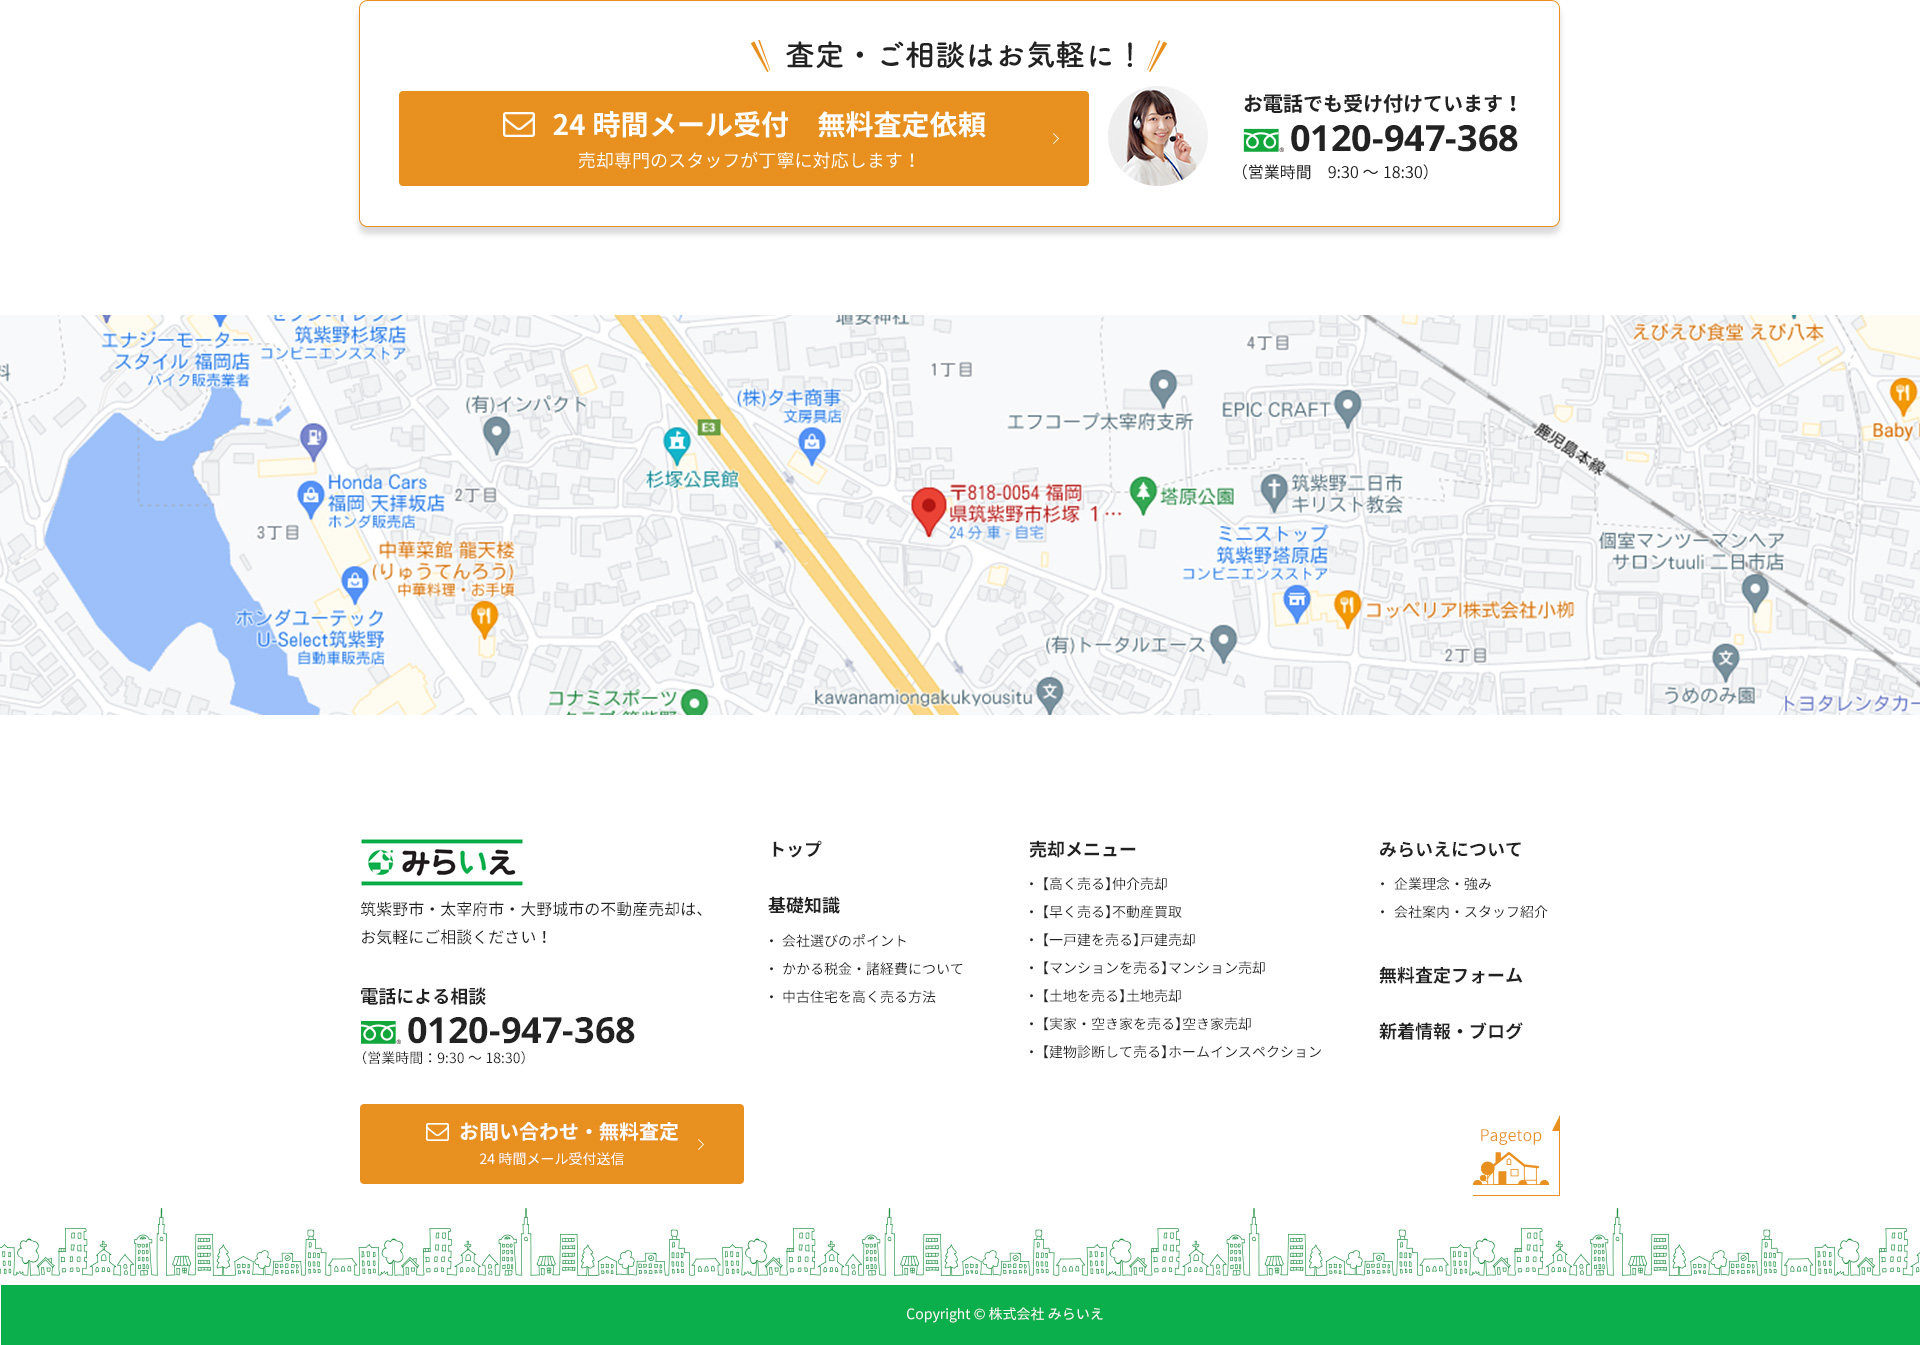 査定・ご相談はお気軽に！
24 時間メール受付　無料査定依頼
売却専門のスタッフが丁寧に対応します！
お電話でも受け付けています！
0120-947-368
（営業時間　9:30 〜 18:30）
エナジーモーター
スタイル 福岡店
バイク販売業者
筑紫野杉塚店
コンビニエンスストア
1丁目
4丁目
えびえび食堂 えび八本
(有)インパクト
(株)タキ商事
文房具店
エフコープ太宰府支所
EPIC CRAFT
Baby
E3
杉塚公民館
鹿児島本線
Honda Cars
福岡 天拝坂店
ホンダ販売店
2丁目
3丁目
〒818-0054 福岡
県筑紫野市杉塚 1…
24 分 車 - 自宅
塔原公園
筑紫野二日市
キリスト教会
中華菜館 龍天楼
(りゅうてんろう)
中華料理・お手頃
ミニストップ
筑紫野塔原店
コンビニエンスストア
個室マンツーマンヘア
サロンtuuli 二日市店
ホンダユーテック
U-Select筑紫野
自動車販売店
コッペリアI株式会社小栁
(有)トータルエース
2丁目
コナミスポーツ
kawanamiongakukyousitu
文
文
うめのみ園
トヨタレンタカー
みらいえ
筑紫野市・太宰府市・大野城市の不動産売却は、
お気軽にご相談ください！
電話による相談
0120-947-368
（営業時間：9:30 〜 18:30）
お問い合わせ・無料査定
24 時間メール受付送信
トップ
基礎知識
・ 会社選びのポイント
・ かかる税金・諸経費について
・ 中古住宅を高く売る方法
売却メニュー
・【高く売る】仲介売却
・【早く売る】不動産買取
・【一戸建を売る】戸建売却
・【マンションを売る】マンション売却
・【土地を売る】土地売却
・【実家・空き家を売る】空き家売却
・【建物診断して売る】ホームインスペクション
みらいえについて
・ 企業理念・強み
・ 会社案内・スタッフ紹介
無料査定フォーム
新着情報・ブログ
Pagetop
Copyright © 株式会社 みらいえ